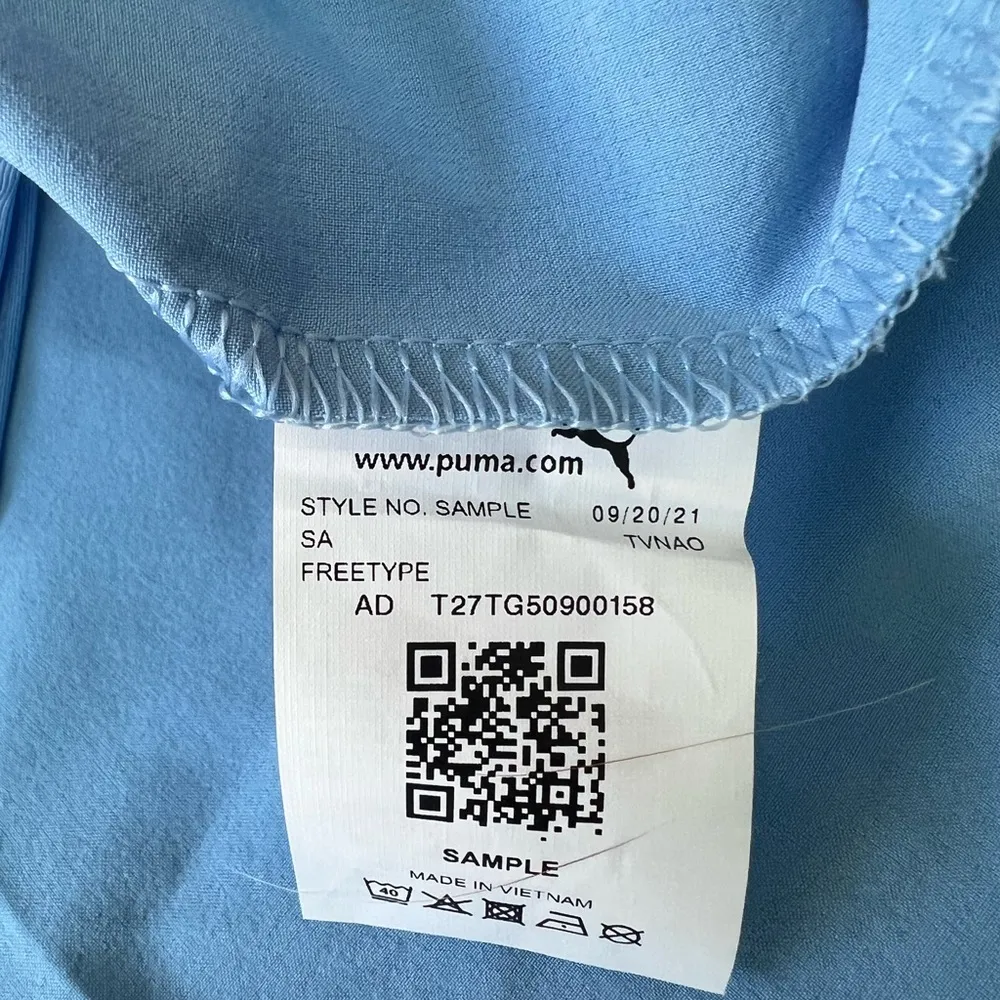 www.puma.com
STYLE NO. SAMPLE 09/20/21
SA TVNAO
FREETYPE
AD T27TG50900158
SAMPLE
MADE IN VIETNAM
40